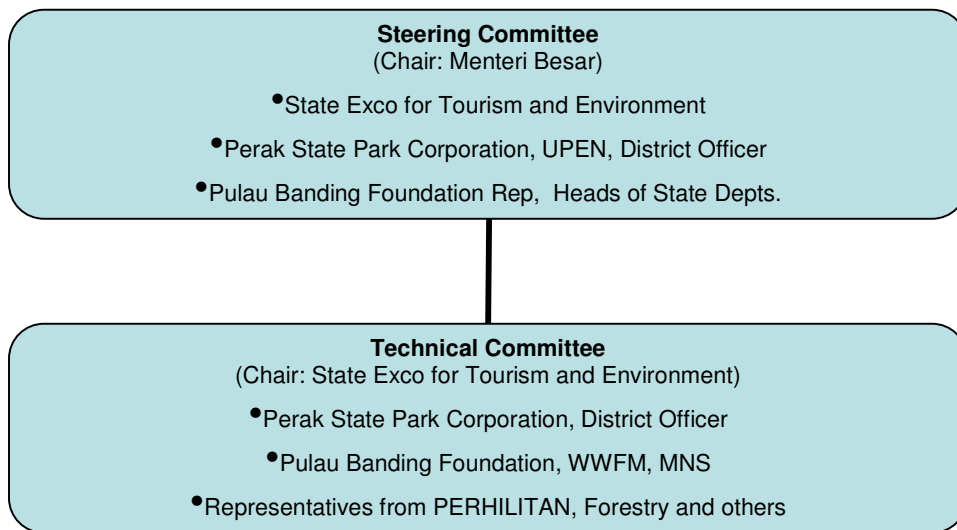 Steering Committee
(Chair: Menteri Besar)
•State Exco for Tourism and Environment
•Perak State Park Corporation, UPEN, District Officer
•Pulau Banding Foundation Rep,  Heads of State Depts.
Technical Committee
(Chair: State Exco for Tourism and Environment)
•Perak State Park Corporation, District Officer
•Pulau Banding Foundation, WWFM, MNS
•Representatives from PERHILITAN, Forestry and others